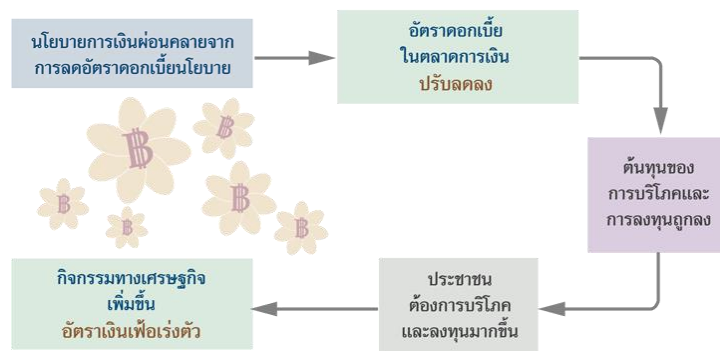 นโยบายการเงินผ่อนคลายจาก
การลดอัตราดอกเบี้ยนโยบาย
อัตราดอกเบี้ย
ในตลาดการเงิน
ปรับลดลง
ต้นทุนของ
การบริโภคและ
การลงทุนถูกลง
ประชาชน
ต้องการบริโภค
และลงทุนมากขึ้น
กิจกรรมทางเศรษฐกิจ
เพิ่มขึ้น
อัตราเงินเฟ้อเร่งตัว
฿
฿
฿
฿
฿
฿